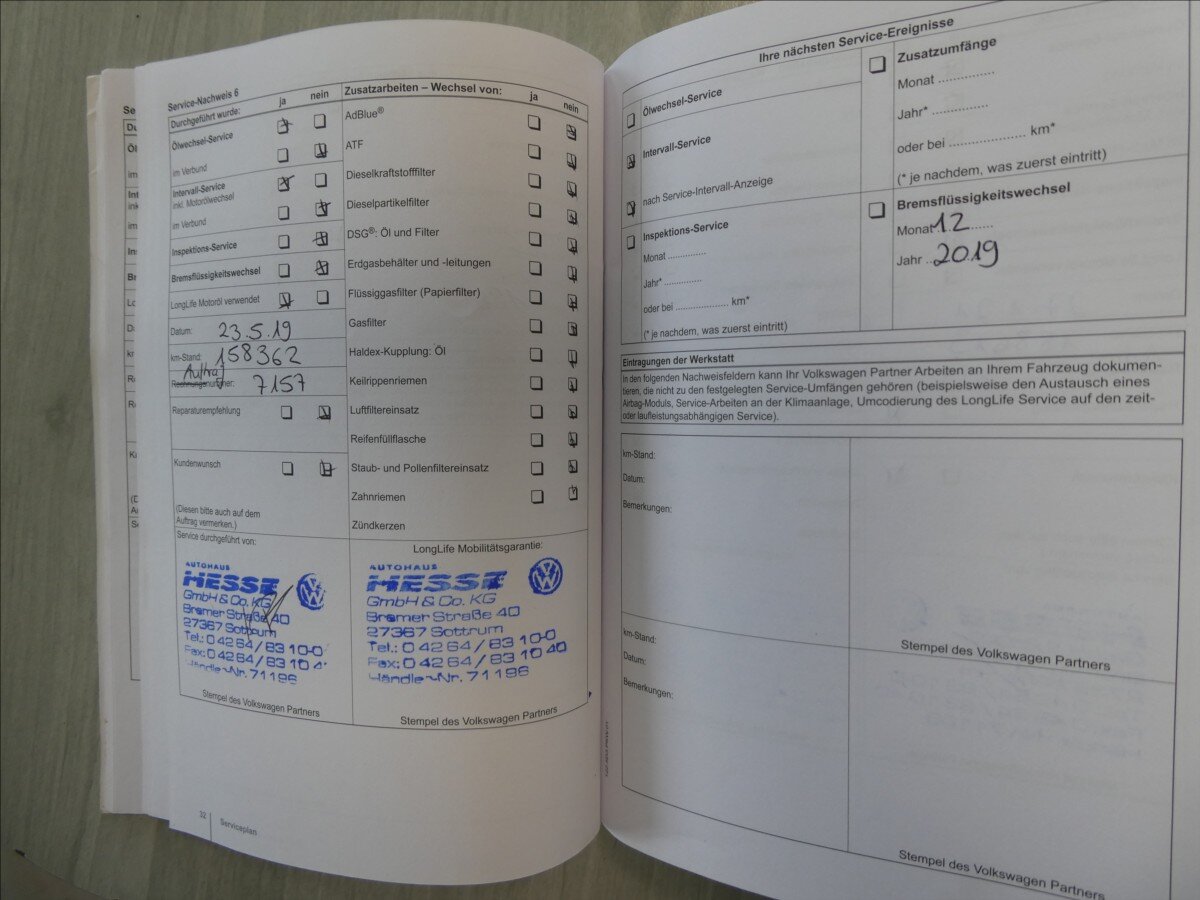 Service-Nachweis 6
Durchgeführt wurde: ja nein
Ölwechsel-Service
im Verbund
Intervall-Service
inkl. Motorölwechsel
im Verbund
Inspektions-Service
Bremsflüssigkeitswechsel
LongLife Motoröl verwendet
Datum: 23.5.19
km-Stand: 158362
Auftrag
Rechnungsnummer: 7157
Reparaturempfehlung
Kundenwunsch
(Diesen bitte auch auf dem
Auftrag vermerken.)
Service durchgeführt von:
AUTOHAUS
HESSE
GmbH & Co. KG
Bremer Straße 40
27367 Sottrum
Tel.: 0 42 64 / 83 10-0
Fax: 0 42 64 / 83 10 4
Händle -Nr. 71196
Stempel des Volkswagen Partners
Zusatzarbeiten – Wechsel von: ja nein
AdBlue®
ATF
Dieselkraftstofffilter
Dieselpartikelfilter
DSG®: Öl und Filter
Erdgasbehälter und -leitungen
Flüssiggasfilter (Papierfilter)
Gasfilter
Haldex-Kupplung: Öl
Keilrippenriemen
Luftfiltereinsatz
Reifenfüllflasche
Staub- und Pollenfiltereinsatz
Zahnriemen
Zündkerzen
LongLife Mobilitätsgarantie:
AUTOHAUS
HESSE
GmbH & Co. KG
Bremer Straße 40
27367 Sottrum
Tel.: 0 42 64 / 83 10-0
Fax: 0 42 64 / 83 10 40
Händle -Nr. 71196
Stempel des Volkswagen Partners
32 Serviceplan
Ihre nächsten Service-Ereignisse
Ölwechsel-Service
Intervall-Service
nach Service-Intervall-Anzeige
Inspektions-Service
Monat ...............
Jahr* ...............
oder bei ..................... km*
(* je nachdem, was zuerst eintritt)
Zusatzumfänge
Monat ...............
Jahr* ...............
oder bei ..................... km*
(* je nachdem, was zuerst eintritt)
Bremsflüssigkeitswechsel
Monat 12
Jahr 2019
Eintragungen der Werkstatt
In den folgenden Nachweisfeldern kann Ihr Volkswagen Partner Arbeiten an Ihrem Fahrzeug dokumen-
tieren, die nicht zu den festgelegten Service-Umfängen gehören (beispielsweise den Austausch eines
Airbag-Moduls, Service-Arbeiten an der Klimaanlage, Umcodierung des LongLife Service auf den zeit-
oder laufleistungsabhängigen Service).
km-Stand:
Datum:
Bemerkungen:
Stempel des Volkswagen Partners
km-Stand:
Datum:
Bemerkungen:
Stempel des Volkswagen Partners